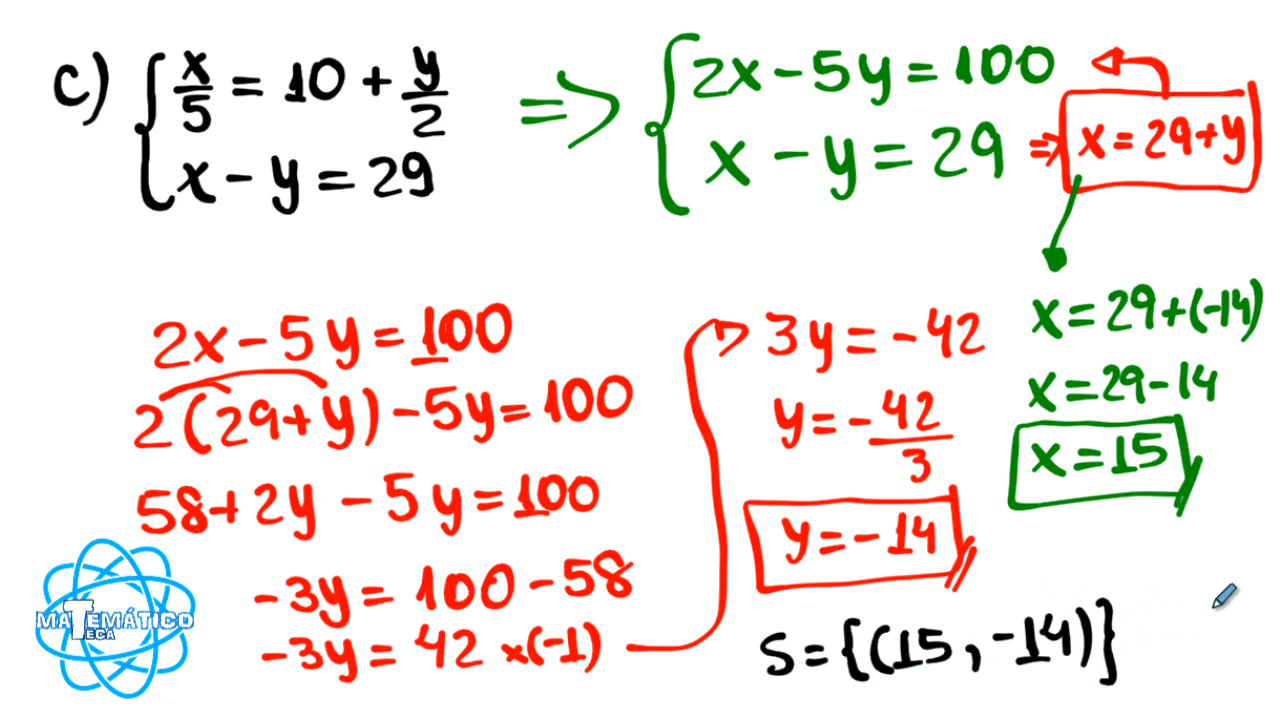 c) { x/5 = 10 + y/2
x - y = 29
=> { 2x - 5y = 100
x - y = 29 => x = 29 + y
2x - 5y = 100
2(29+y) - 5y = 100
58 + 2y - 5y = 100
-3y = 100 - 58
-3y = 42 x(-1)
3y = -42
y = -42/3
y = -14
x = 29 + (-14)
x = 29 - 14
x = 15
S = {(15, -14)}
MATEMÁTICO
TECA